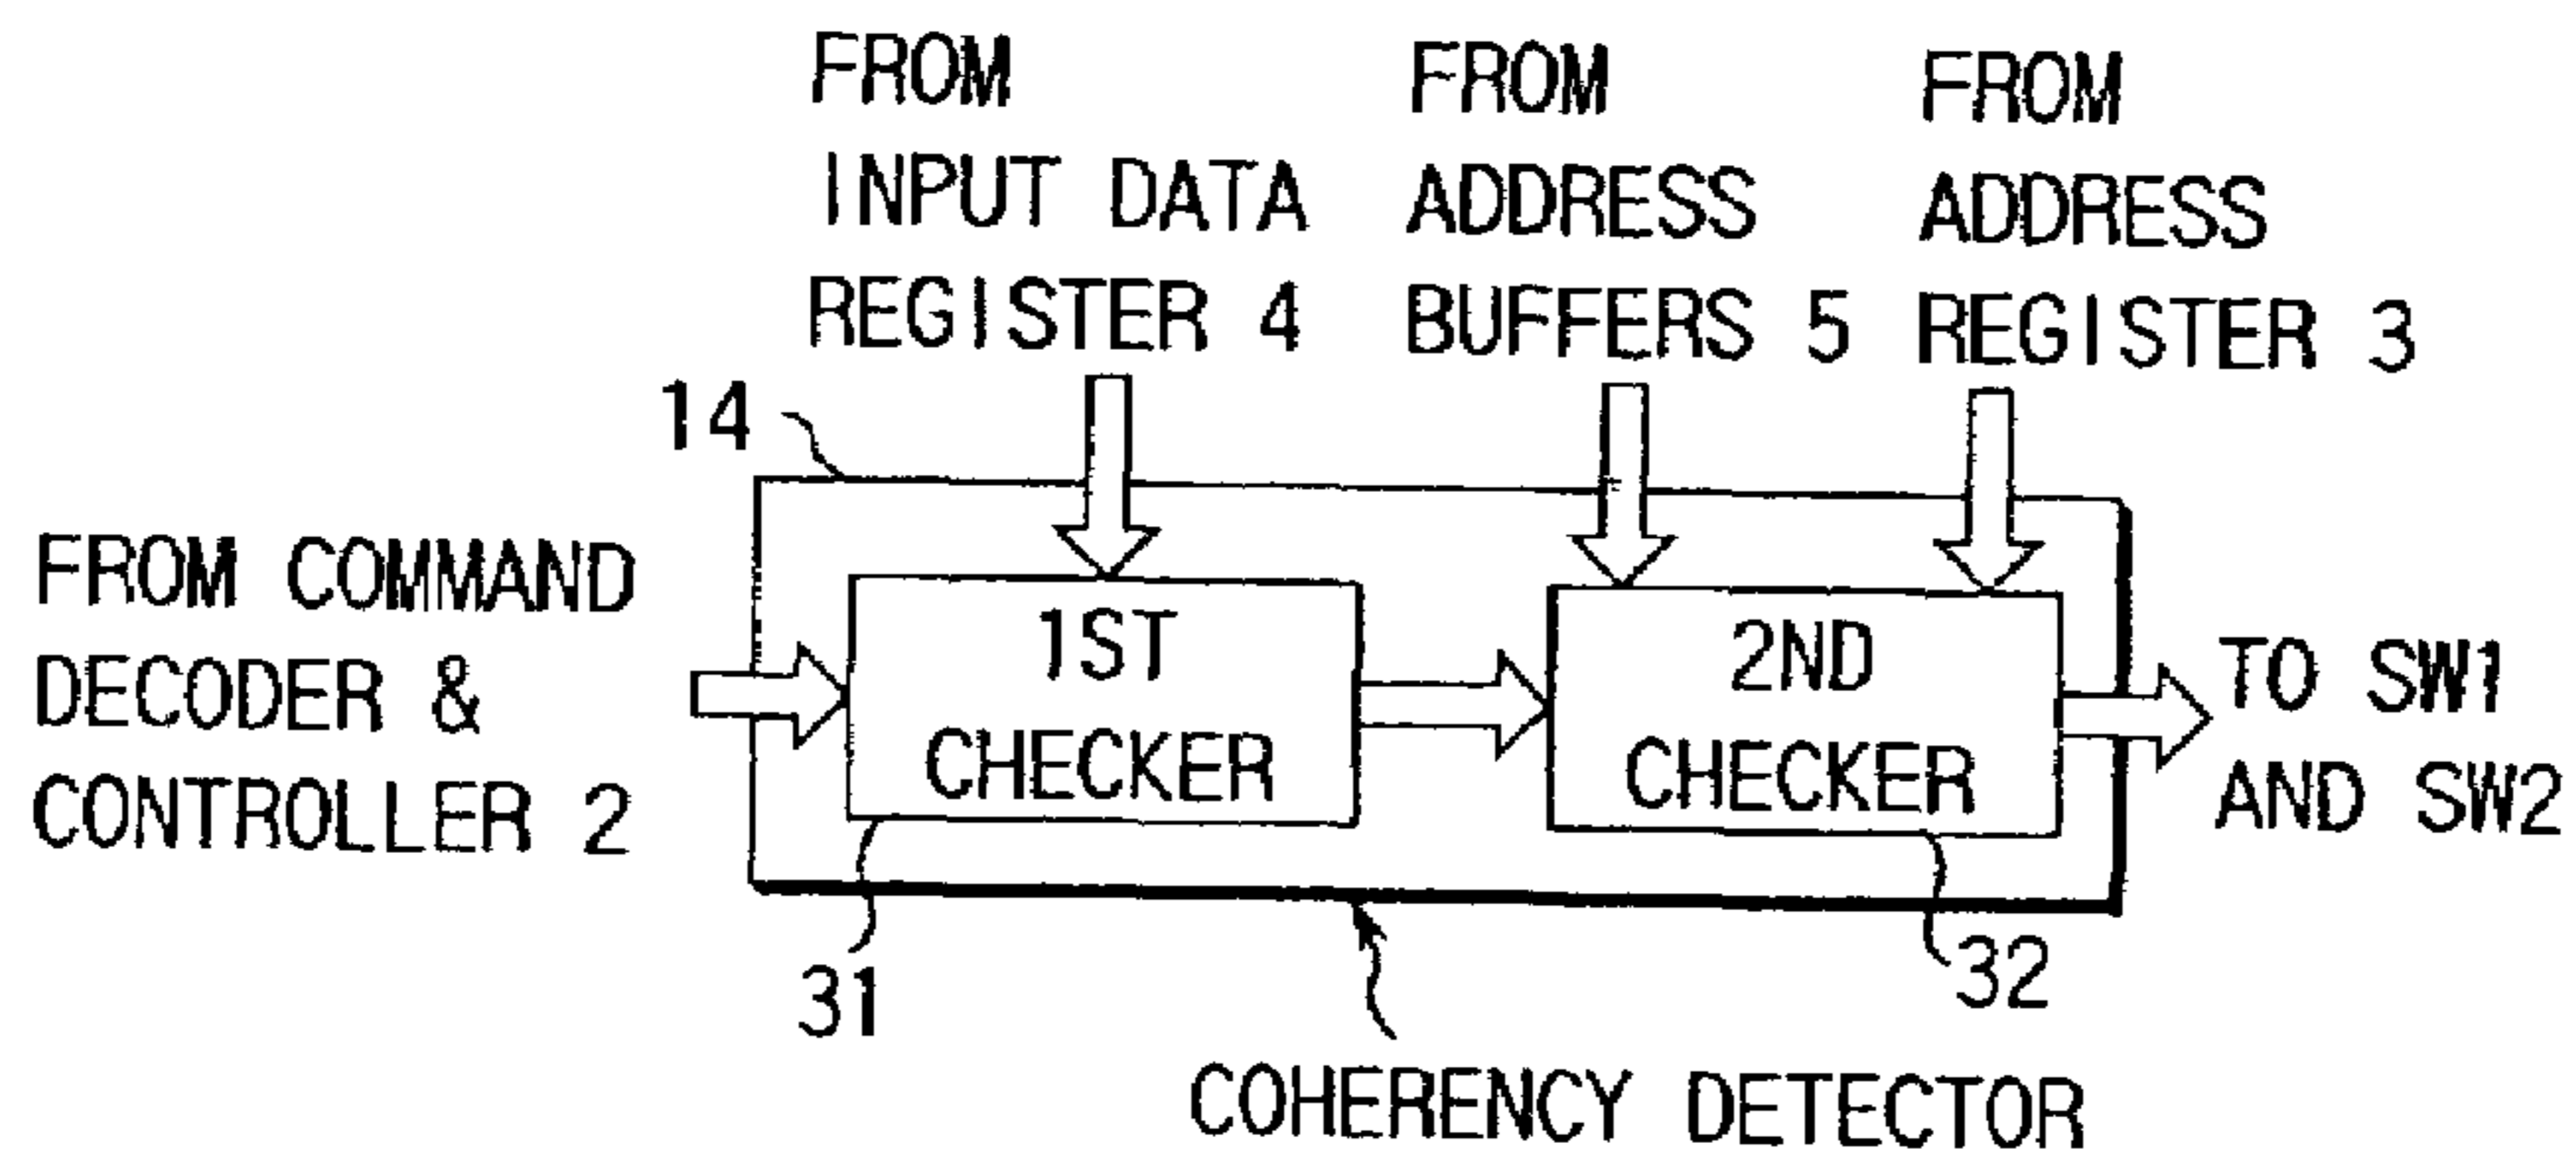 FROM
INPUT DATA
REGISTER 4
FROM
ADDRESS
BUFFERS 5
FROM
ADDRESS
REGISTER 3
14
FROM COMMAND
DECODER &
CONTROLLER 2
1ST
CHECKER
2ND
CHECKER
TO SW1
AND SW2
31
32
COHERENCY DETECTOR